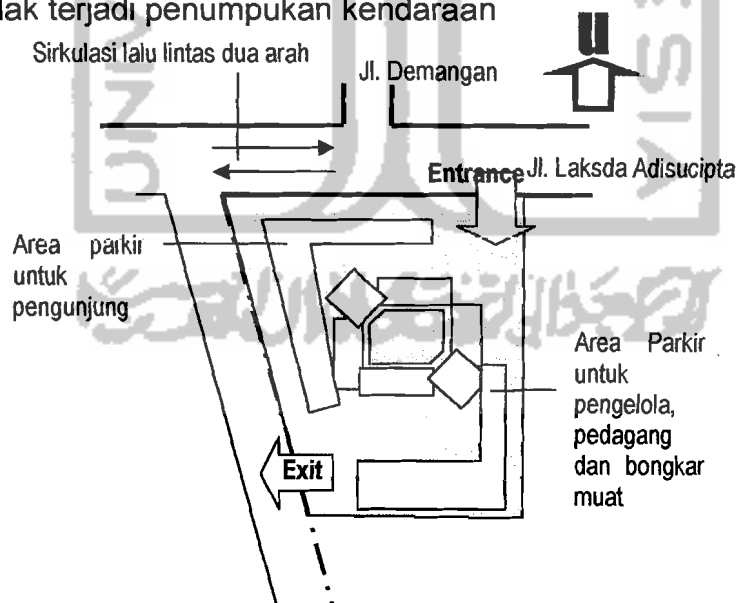 lak terjadi penumpukan kendaraan
u
Sirkulasi lalu lintas dua arah
Jl. Demangan
Entrance
Jl. Laksda Adisucipta
Area parkir
untuk
pengunjung
Area Parkir
untuk
pengelola,
pedagang
dan bongkar
muat
Exit